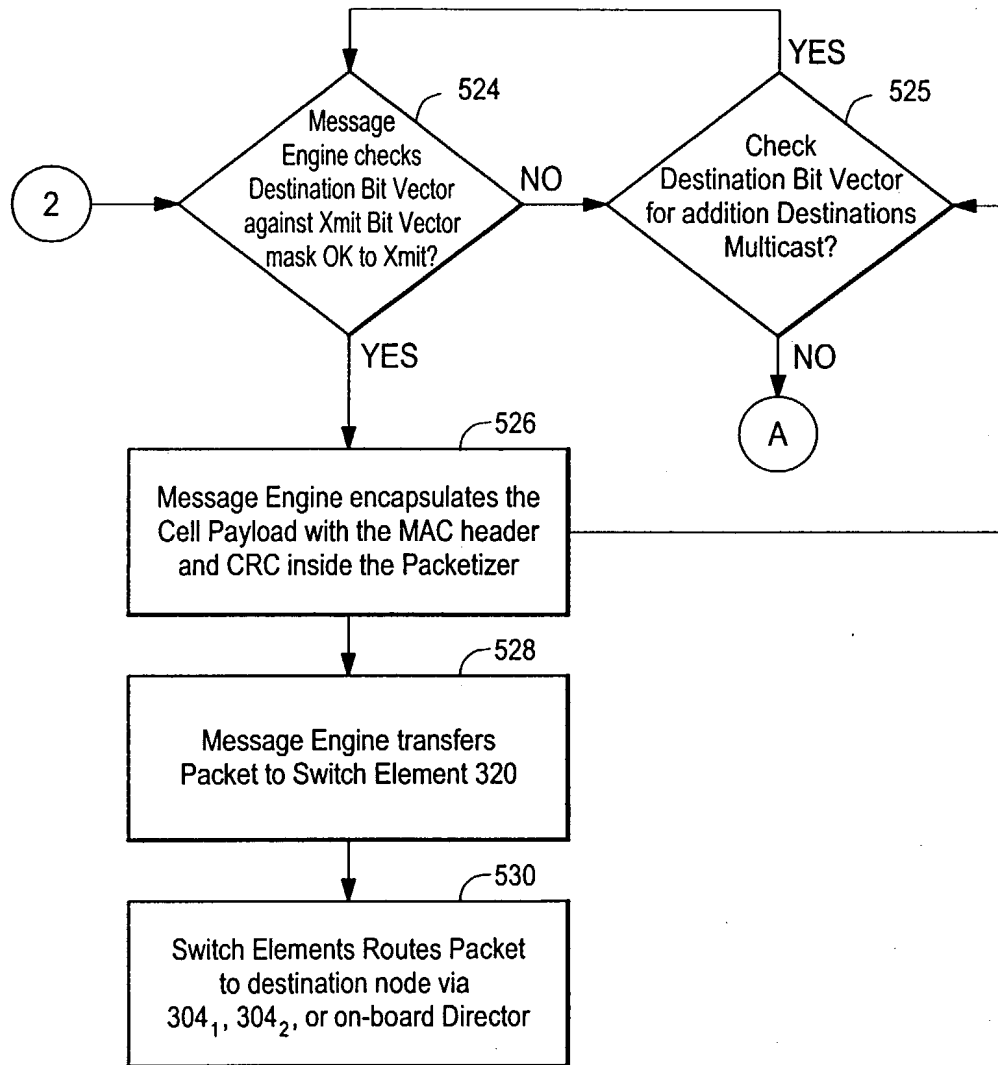 YES
524
525
Message
Engine checks
Destination Bit Vector
against Xmit Bit Vector
mask OK to Xmit?
Check
Destination Bit Vector
for addition Destinations
Multicast?
2
NO
YES
NO
A
526
Message Engine encapsulates the
Cell Payload with the MAC header
and CRC inside the Packetizer
528
Message Engine transfers
Packet to Switch Element 320
530
Switch Elements Routes Packet
to destination node via
304₁, 304₂, or on-board Director